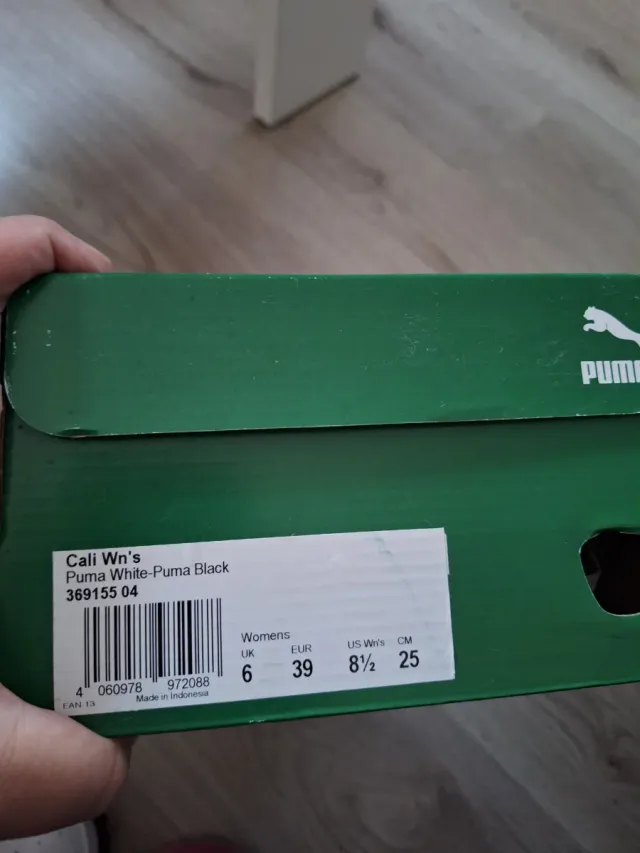 PUMA
Cali Wn's
Puma White-Puma Black
369155 04
4 060978 972088
EAN 13
Made in Indonesia
Womens
UK EUR US Wn's CM
6 39 8½ 25